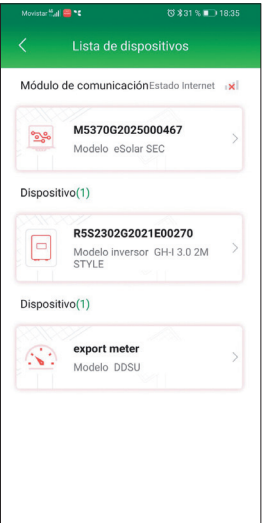 Movistar 31 % 18:35
Lista de dispositivos
Módulo de comunicación Estado Internet
M5370G2025000467
Modelo eSolar SEC
Dispositivo(1)
R5S2302G2021E00270
Modelo inversor GH-I 3.0 2M
STYLE
Dispositivo(1)
export meter
Modelo DDSU